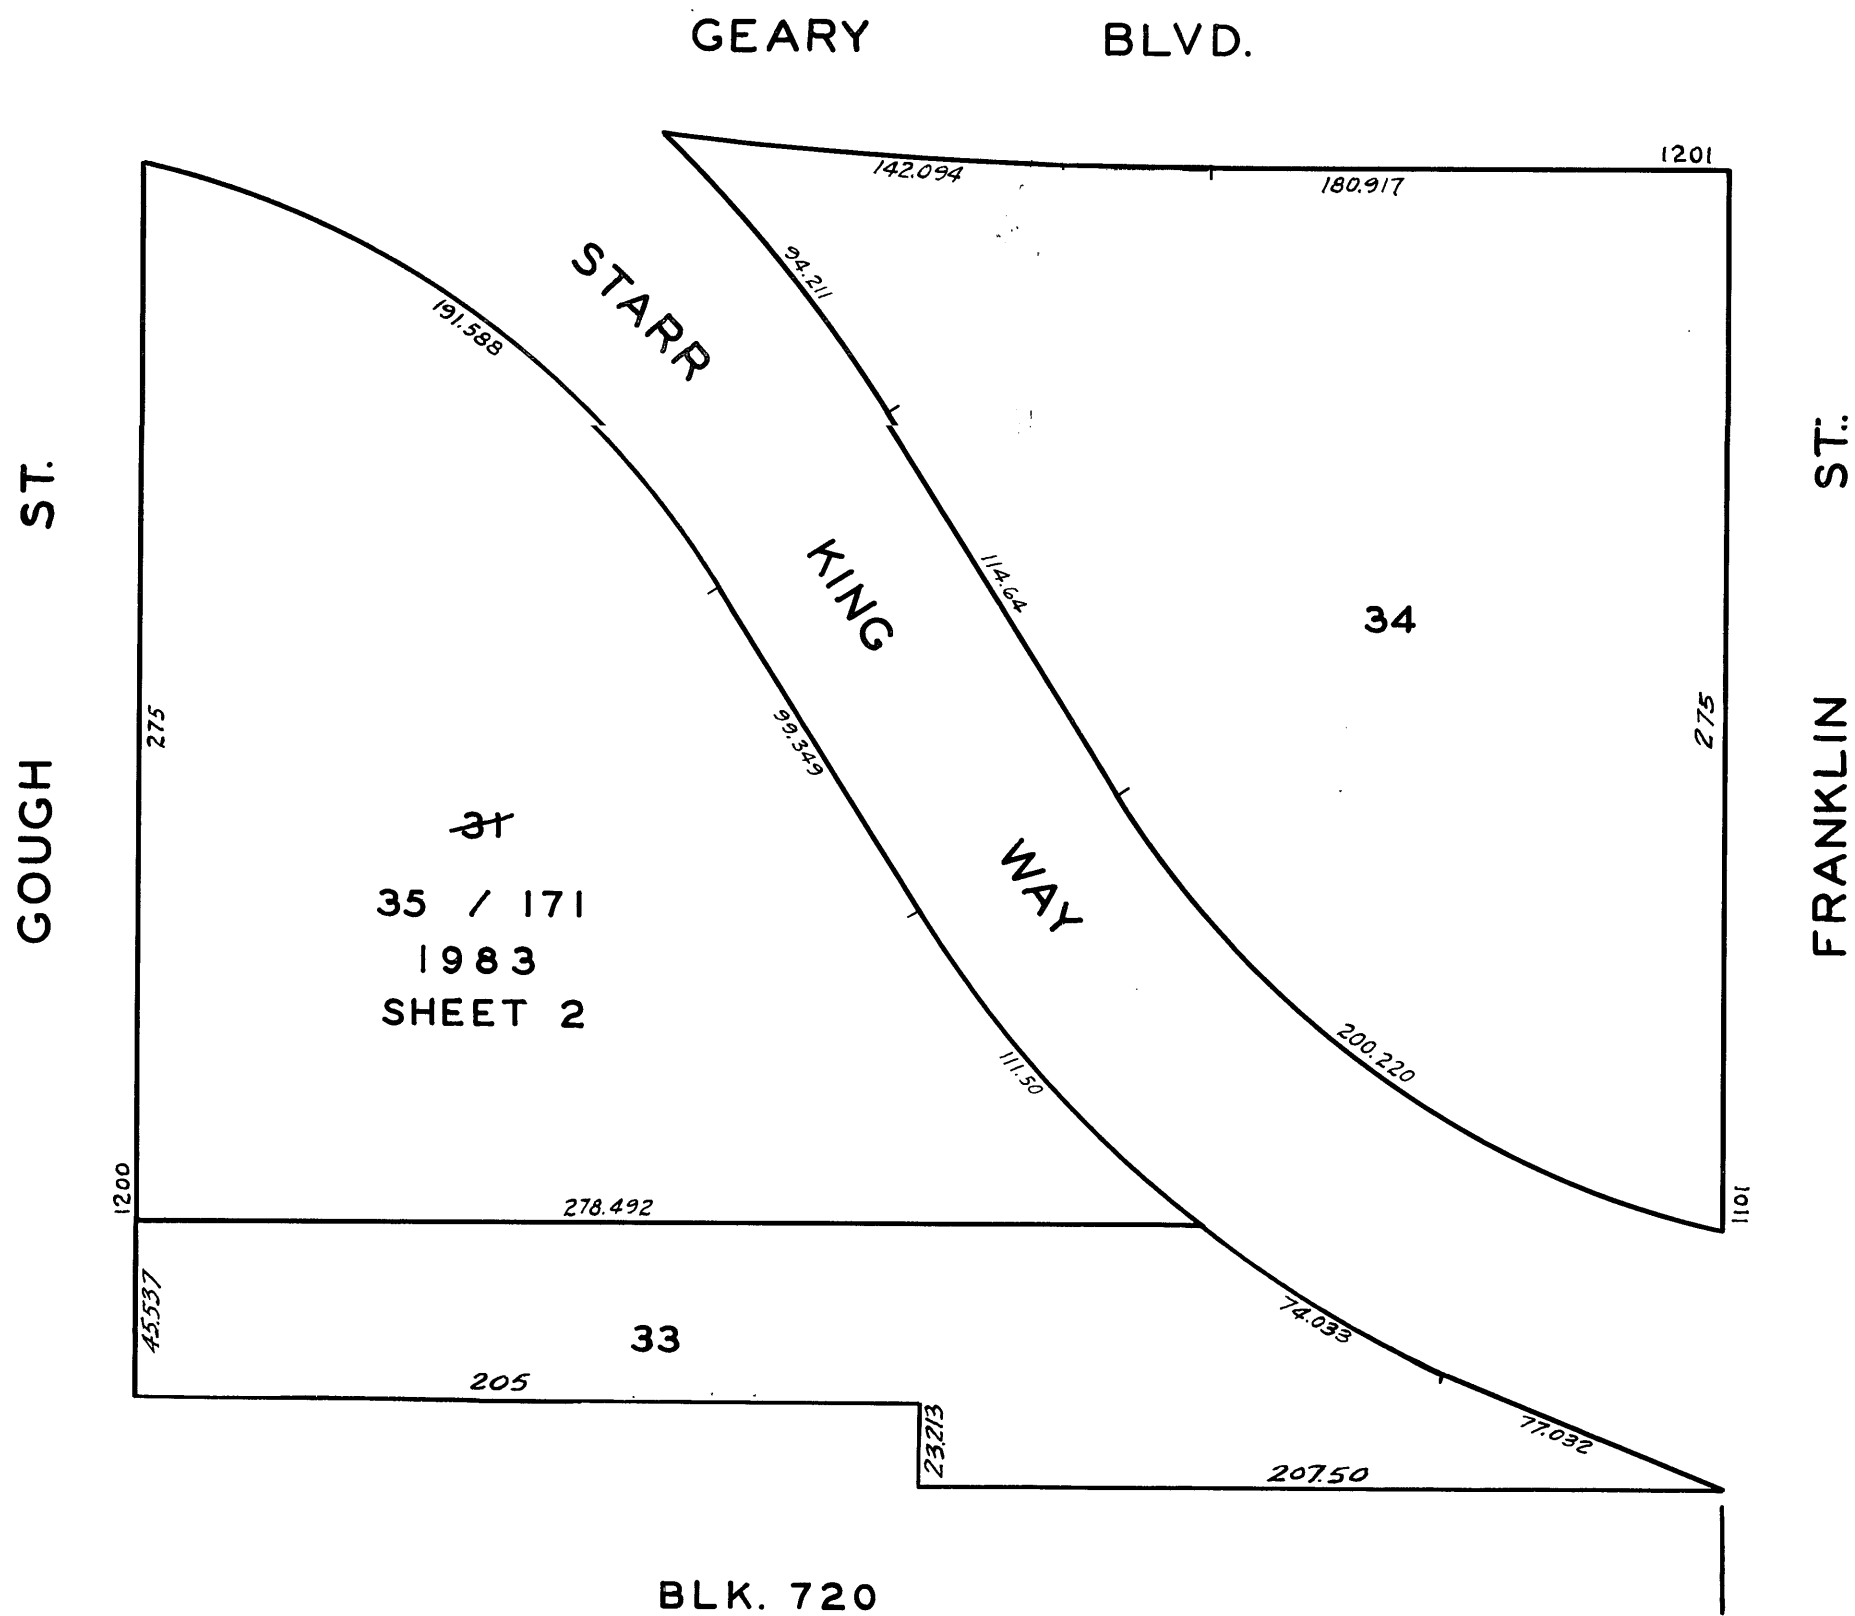 GEARY BLVD.
1201
142.094
180.917
STARR
94.211
191.588
ST.
ST.
KING
114.64
34
275
99.349
275
GOUGH
FRANKLIN
31
35 / 171
1983
SHEET 2
WAY
111.50
200.220
1200
278.492
1101
45.537
33
74.033
205
23.213
77.032
207.50
BLK. 720